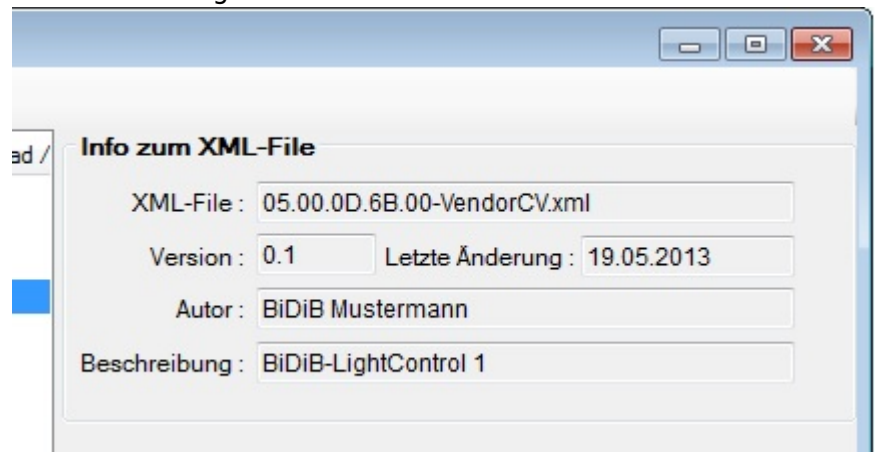 ad /
Info zum XML-File
XML-File : 05.00.0D.6B.00-VendorCV.xml
Version : 0.1 Letzte Änderung : 19.05.2013
Autor : BiDiB Mustermann
Beschreibung : BiDiB-LightControl 1